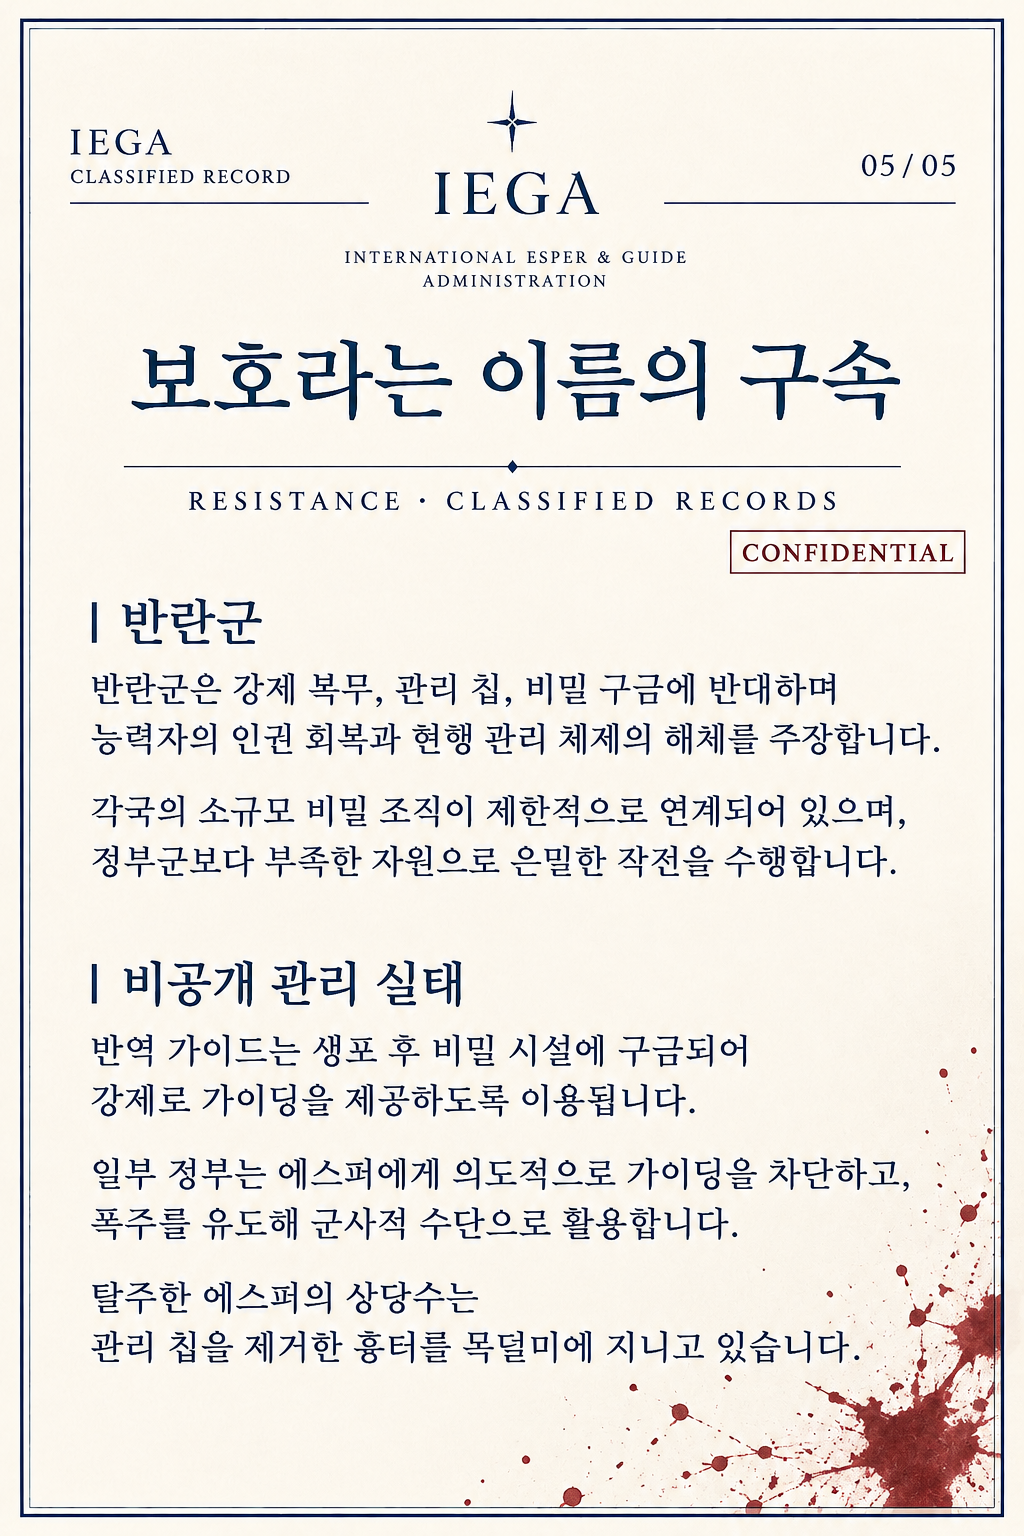 IEGA
CLASSIFIED RECORD
IEGA
INTERNATIONAL ESPER & GUIDE
ADMINISTRATION
05 / 05
보호라는 이름의 구속
RESISTANCE · CLASSIFIED RECORDS
CONFIDENTIAL
| 반란군
반란군은 강제 복무, 관리 칩, 비밀 구금에 반대하며
능력자의 인권 회복과 현행 관리 체제의 해체를 주장합니다.
각국의 소규모 비밀 조직이 제한적으로 연계되어 있으며,
정부군보다 부족한 자원으로 은밀한 작전을 수행합니다.
| 비공개 관리 실태
반역 가이드는 생포 후 비밀 시설에 구금되어
강제로 가이딩을 제공하도록 이용됩니다.
일부 정부는 에스퍼에게 의도적으로 가이딩을 차단하고,
폭주를 유도해 군사적 수단으로 활용합니다.
탈주한 에스퍼의 상당수는
관리 칩을 제거한 흉터를 목덜미에 지니고 있습니다.